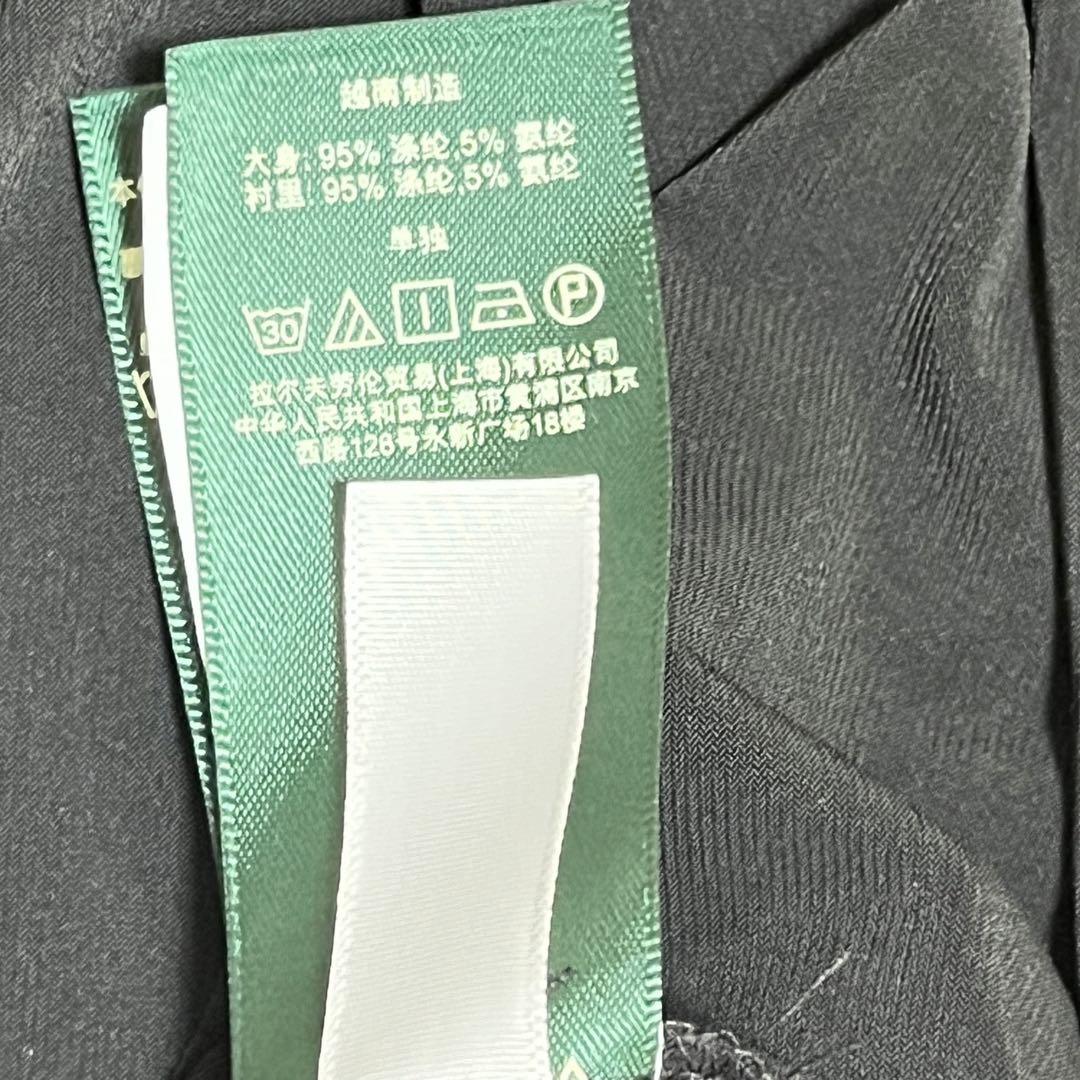 越南制造
大身: 95% 涤纶,5% 氨纶
衬里: 95% 涤纶,5% 氨纶
单独
30
P
拉尔夫劳伦贸易(上海)有限公司
中华人民共和国上海市黄浦区南京
西路128号永新广场18楼
本